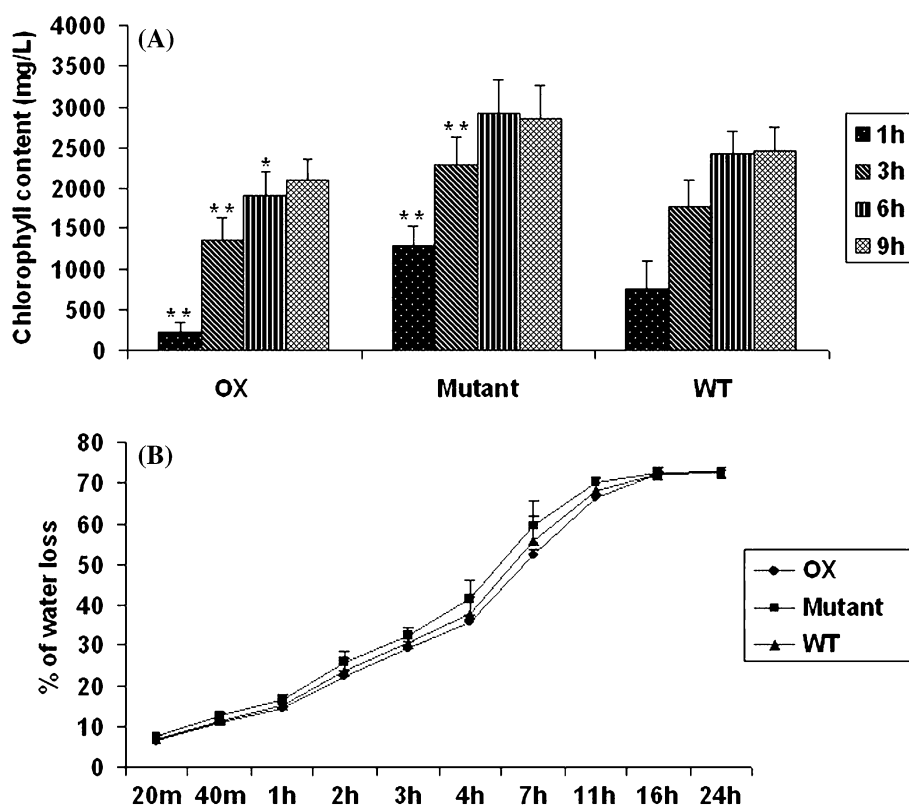 (A)
Chlorophyll content (mg/L)
4000
3500
3000
2500
2000
1500
1000
500
0
** ** *
** **
OX Mutant WT
1h
3h
6h
9h
(B)
% of water loss
80
70
60
50
40
30
20
10
0
20m 40m 1h 2h 3h 4h 7h 11h 16h 24h
OX
Mutant
WT